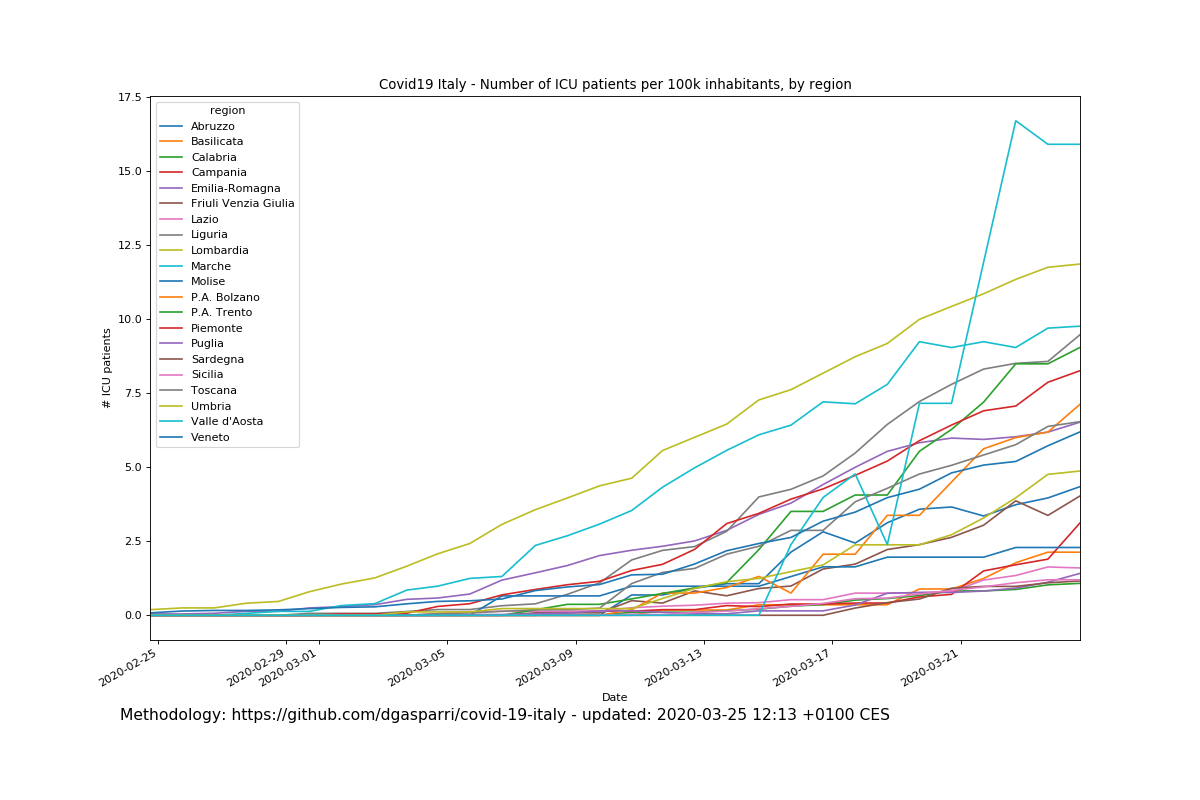 Covid19 Italy - Number of ICU patients per 100k inhabitants, by region
17.5
15.0
12.5
10.0
7.5
5.0
2.5
0.0
# ICU patients
region
Abruzzo
Basilicata
Calabria
Campania
Emilia-Romagna
Friuli Venzia Giulia
Lazio
Liguria
Lombardia
Marche
Molise
P.A. Bolzano
P.A. Trento
Piemonte
Puglia
Sardegna
Sicilia
Toscana
Umbria
Valle d'Aosta
Veneto
2020-02-25
2020-02-29
2020-03-01
2020-03-05
2020-03-09
2020-03-13
2020-03-17
2020-03-21
Date
Methodology: https://github.com/dgasparri/covid-19-italy - updated: 2020-03-25 12:13 +0100 CES